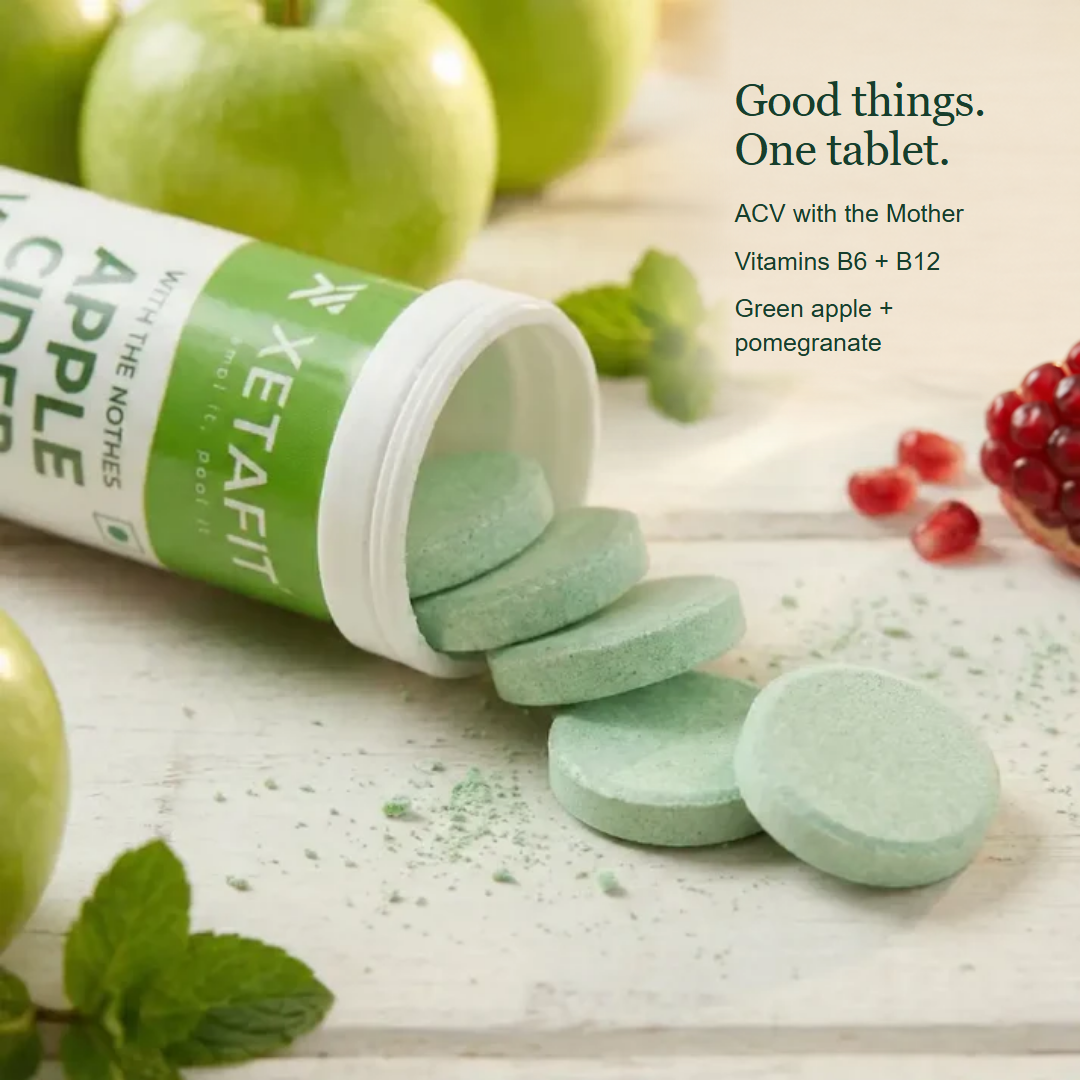 Good things.
One tablet.
ACV with the Mother
Vitamins B6 + B12
Green apple +
pomegranate
XETAFIT
WITH THE NOTHES
APPLE
CIDER